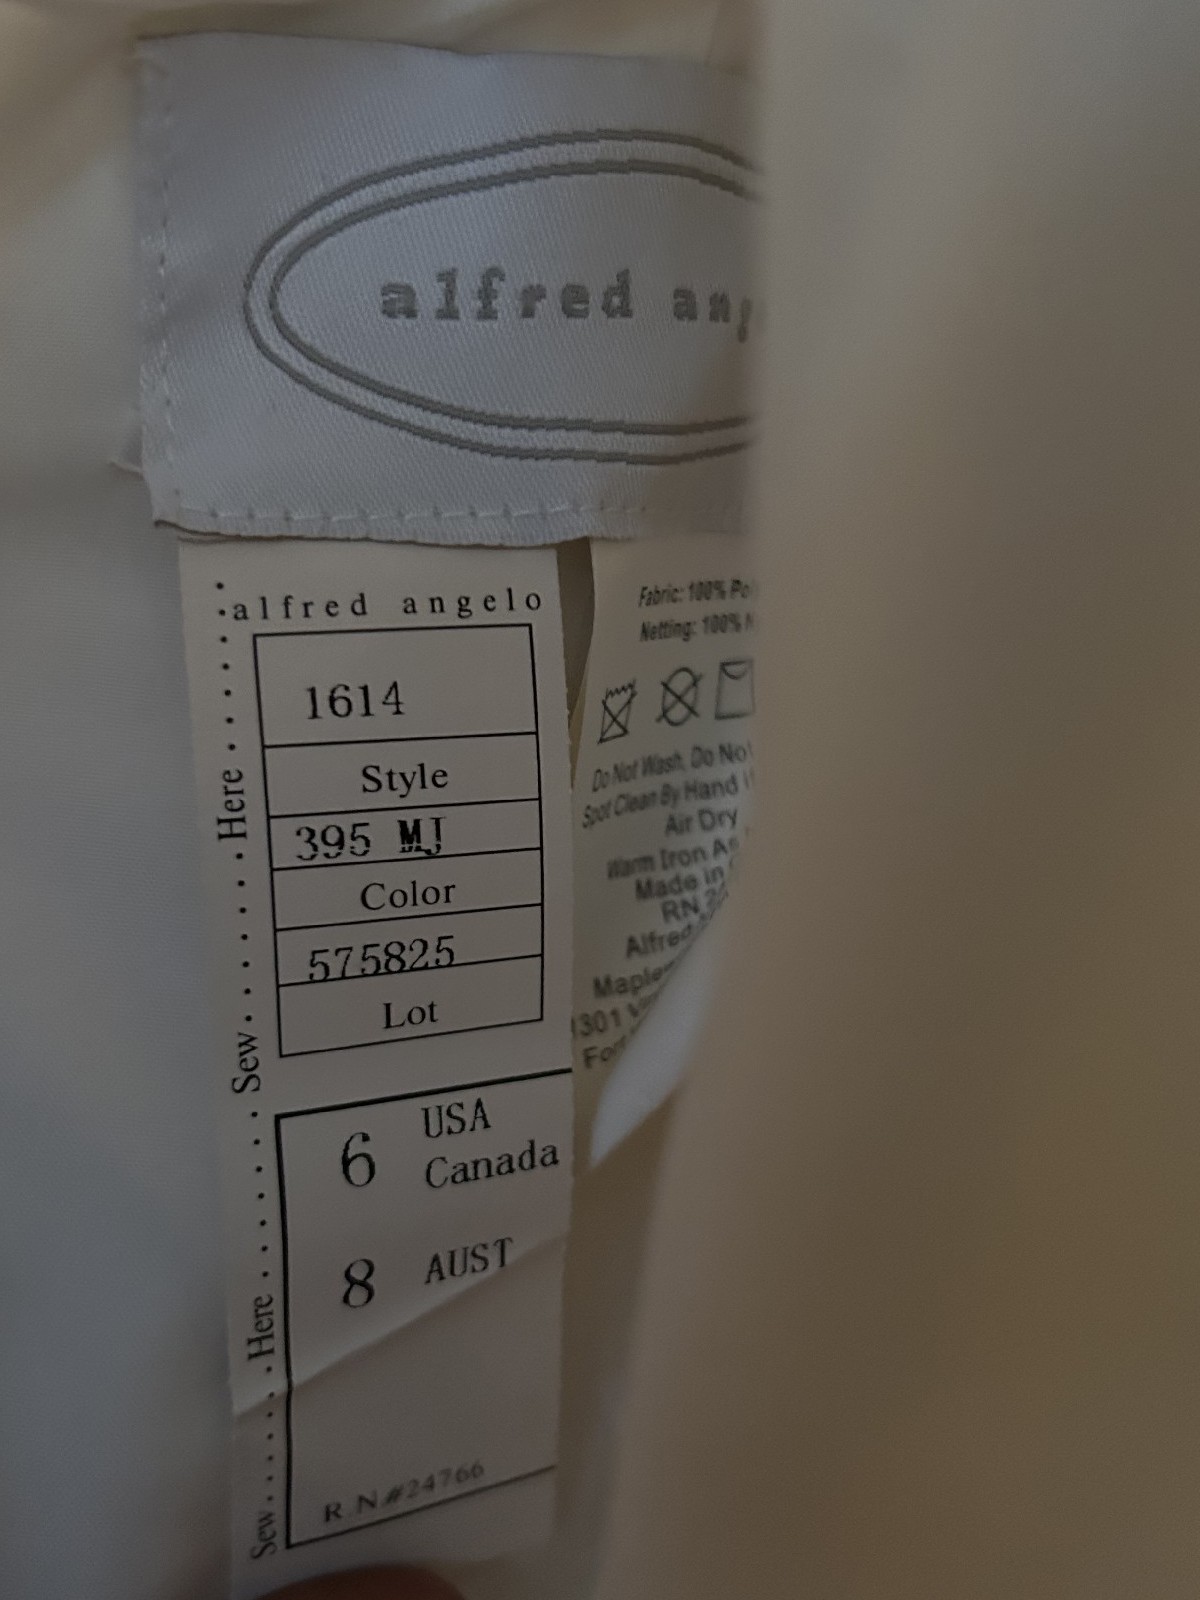 alfred ang
alfred angelo
1614
Style
395 MJ
Color
575825
Lot
6 USA
Canada
8 AUST
R.N.#24766
Sew......Here......Sew......Here......
Fabric: 100% Po
Netting: 100%
Do Not Wash, Do No
Spot Clean By Hand
Air Dry
Warm Iron
Made in
RN
Alfred
Maple
1301
For